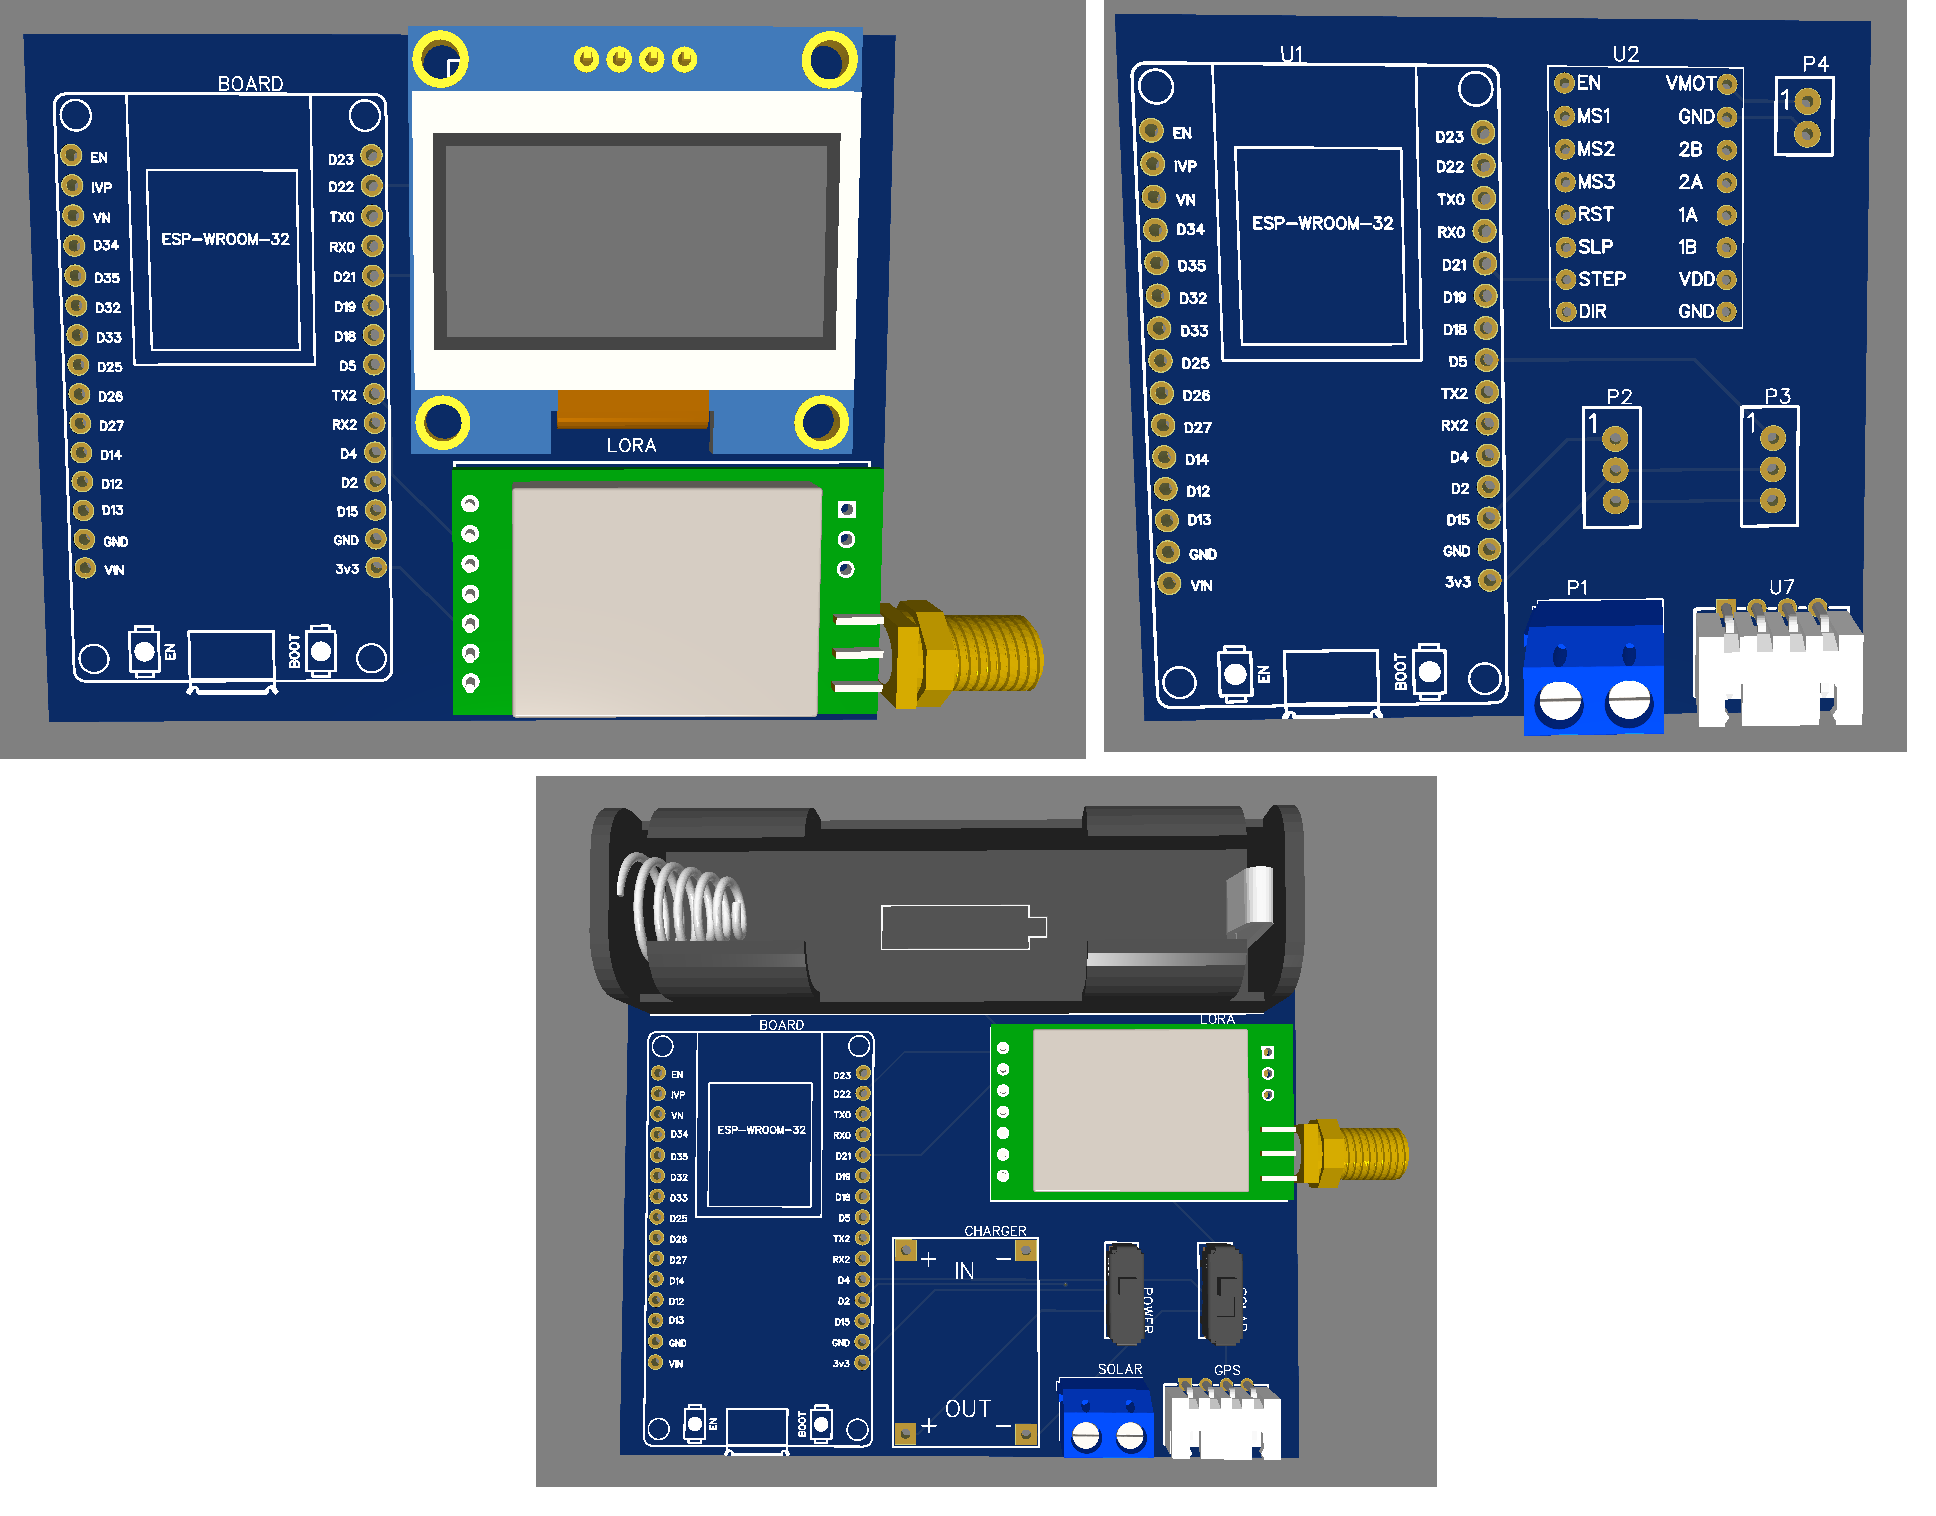 BOARD
EN
IVP
VN
D34
D35
D32
D33
D25
D26
D27
D14
D12
D13
GND
VIN
ESP-WROOM-32
D23
D22
TX0
RX0
D21
D19
D18
D5
TX2
RX2
D4
D2
D15
GND
3v3
EN
BOOT
LORA
U1
EN
IVP
VN
D34
D35
D32
D33
D25
D26
D27
D14
D12
D13
GND
VIN
ESP-WROOM-32
D23
D22
TX0
RX0
D21
D19
D18
D5
TX2
RX2
D4
D2
D15
GND
3v3
EN
BOOT
U2
EN VMOT
MS1 GND
MS2 2B
MS3 2A
RST 1A
SLP 1B
STEP VDD
DIR GND
P4
1
P2
1
P3
1
P1
U7
BOARD
EN
IVP
VN
D34
D35
D32
D33
D25
D26
D27
D14
D12
D13
GND
VIN
ESP-WROOM-32
D23
D22
TX0
RX0
D21
D19
D18
D5
TX2
RX2
D4
D2
D15
GND
3v3
EN
BOOT
LORA
CHARGER
+ IN -
+ OUT -
POWER
SOLAR
GPS